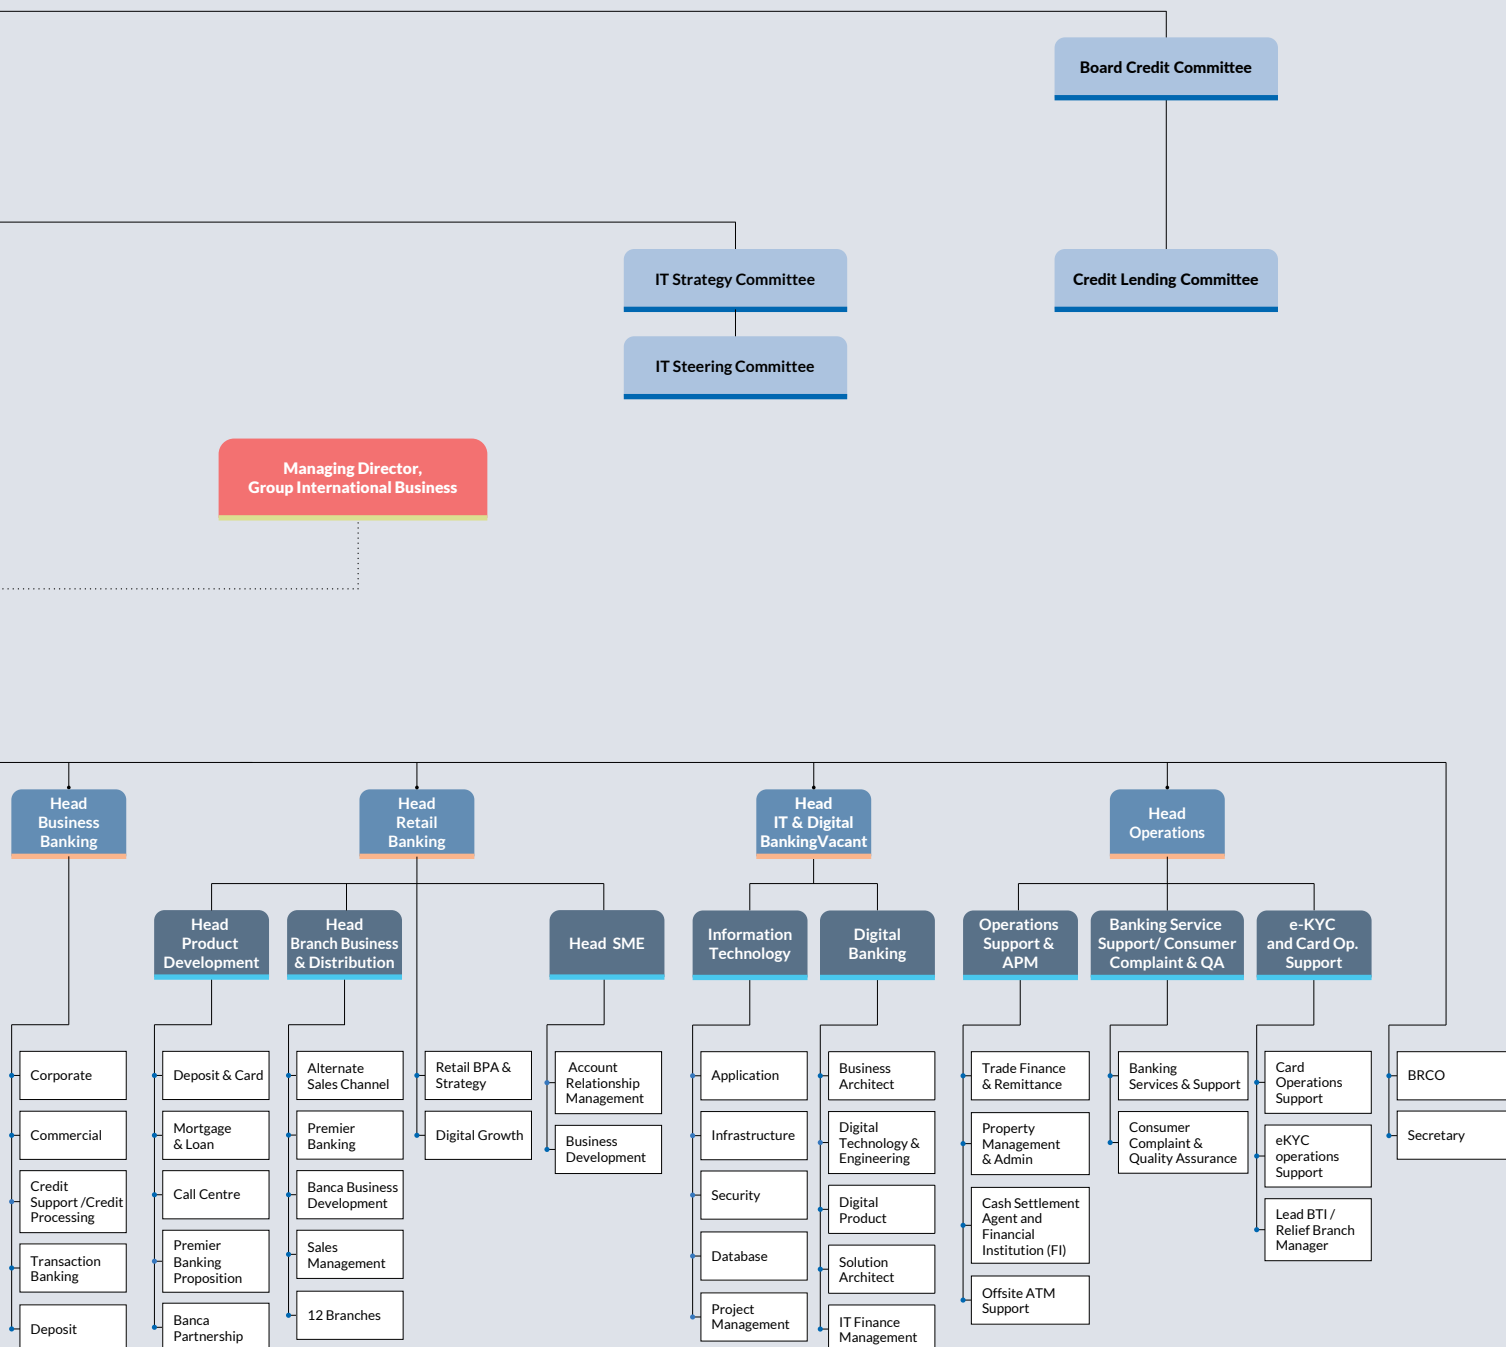 Board Credit Committee
IT Strategy Committee
Credit Lending Committee
IT Steering Committee
Managing Director,
Group International Business
Head
Business
Banking
Head
Retail
Banking
Head
IT & Digital
BankingVacant
Head
Operations
Head
Product
Development
Head
Branch Business
& Distribution
Head SME
Information
Technology
Digital
Banking
Operations
Support &
APM
Banking Service
Support/ Consumer
Complaint & QA
e-KYC
and Card Op.
Support
Corporate
Commercial
Credit
Support /Credit
Processing
Transaction
Banking
Deposit
Deposit & Card
Mortgage
& Loan
Call Centre
Premier
Banking
Proposition
Banca
Partnership
Alternate
Sales Channel
Premier
Banking
Banca Business
Development
Sales
Management
12 Branches
Retail BPA &
Strategy
Digital Growth
Account
Relationship
Management
Business
Development
Application
Infrastructure
Security
Database
Project
Management
Business
Architect
Digital
Technology &
Engineering
Digital
Product
Solution
Architect
IT Finance
Management
Trade Finance
& Remittance
Property
Management
& Admin
Cash Settlement
Agent and
Financial
Institution (FI)
Offsite ATM
Support
Banking
Services & Support
Consumer
Complaint &
Quality Assurance
Card
Operations
Support
eKYC
operations
Support
Lead BTI /
Relief Branch
Manager
BRCO
Secretary